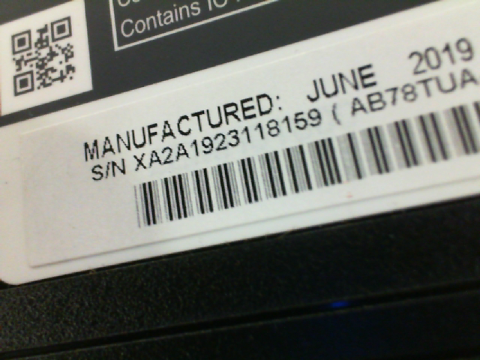 Contains IC
MANUFACTURED: JUNE 2019
S/N XA2A1923118159 ( AB78TUA